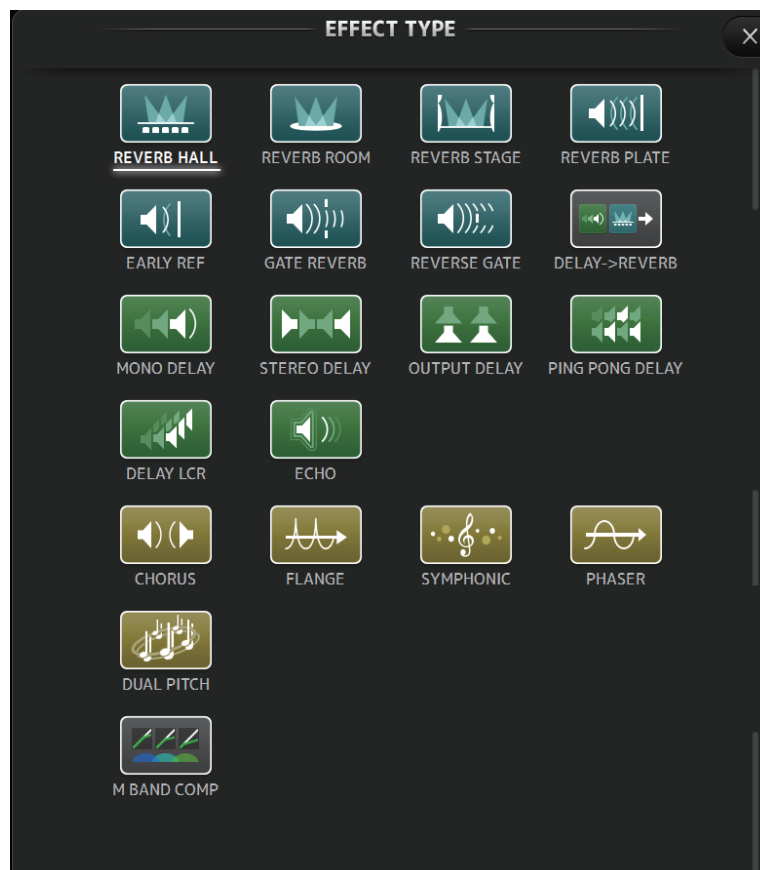 EFFECT TYPE
REVERB HALL
REVERB ROOM
REVERB STAGE
REVERB PLATE
EARLY REF
GATE REVERB
REVERSE GATE
DELAY->REVERB
MONO DELAY
STEREO DELAY
OUTPUT DELAY
PING PONG DELAY
DELAY LCR
ECHO
CHORUS
FLANGE
SYMPHONIC
PHASER
DUAL PITCH
M BAND COMP